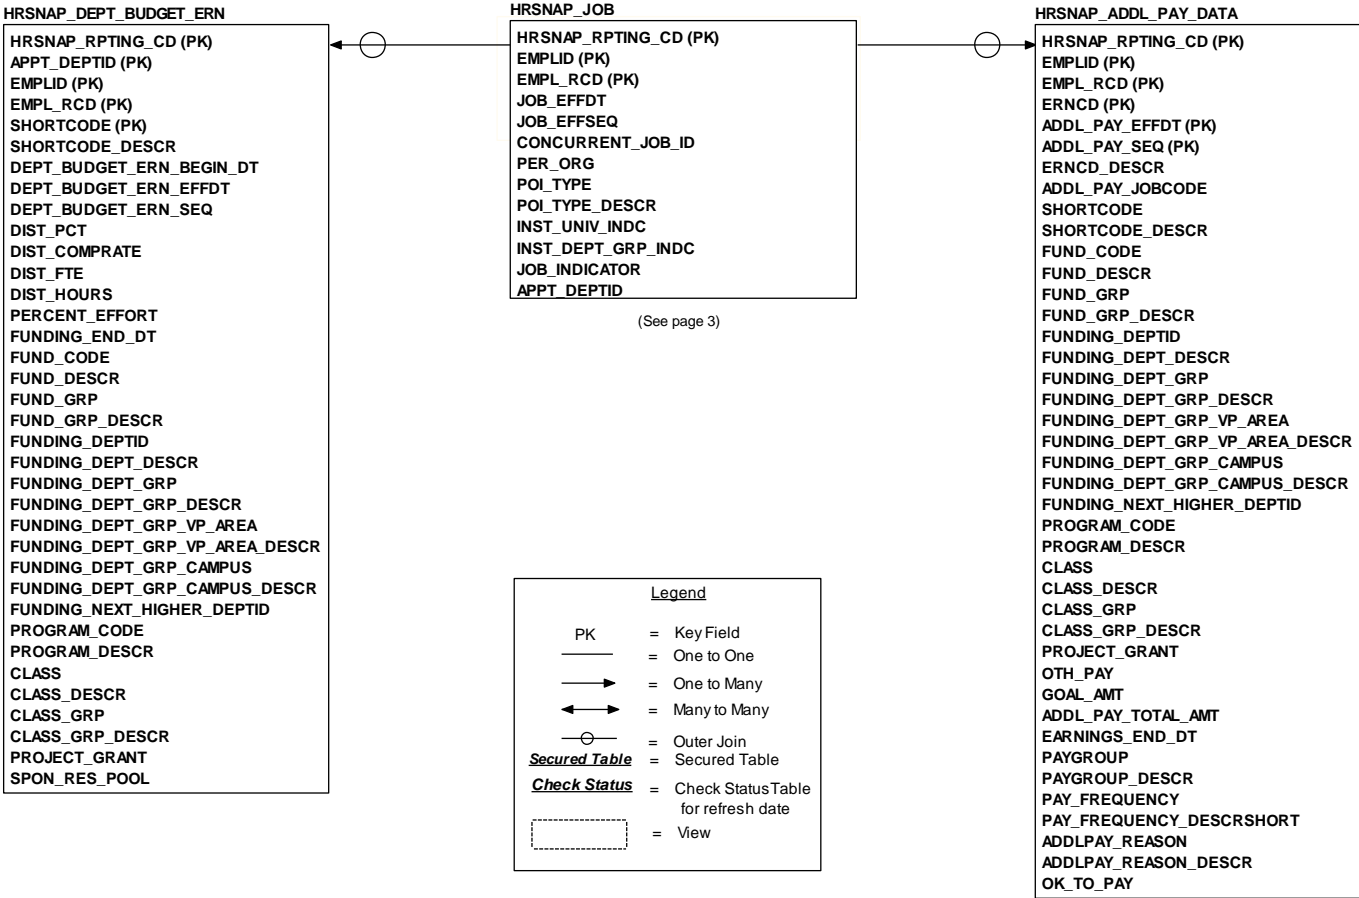 HRSNAP_DEPT_BUDGET_ERN
HRSNAP_RPTING_CD (PK)
APPT_DEPTID (PK)
EMPLID (PK)
EMPL_RCD (PK)
SHORTCODE (PK)
SHORTCODE_DESCR
DEPT_BUDGET_ERN_BEGIN_DT
DEPT_BUDGET_ERN_EFFDT
DEPT_BUDGET_ERN_SEQ
DIST_PCT
DIST_COMPRATE
DIST_FTE
DIST_HOURS
PERCENT_EFFORT
FUNDING_END_DT
FUND_CODE
FUND_DESCR
FUND_GRP
FUND_GRP_DESCR
FUNDING_DEPTID
FUNDING_DEPT_DESCR
FUNDING_DEPT_GRP
FUNDING_DEPT_GRP_DESCR
FUNDING_DEPT_GRP_VP_AREA
FUNDING_DEPT_GRP_VP_AREA_DESCR
FUNDING_DEPT_GRP_CAMPUS
FUNDING_DEPT_GRP_CAMPUS_DESCR
FUNDING_NEXT_HIGHER_DEPTID
PROGRAM_CODE
PROGRAM_DESCR
CLASS
CLASS_DESCR
CLASS_GRP
CLASS_GRP_DESCR
PROJECT_GRANT
SPON_RES_POOL
HRSNAP_JOB
HRSNAP_RPTING_CD (PK)
EMPLID (PK)
EMPL_RCD (PK)
JOB_EFFDT
JOB_EFFSEQ
CONCURRENT_JOB_ID
PER_ORG
POI_TYPE
POI_TYPE_DESCR
INST_UNIV_INDC
INST_DEPT_GRP_INDC
JOB_INDICATOR
APPT_DEPTID
(See page 3)
Legend
PK = Key Field
= One to One
= One to Many
= Many to Many
= Outer Join
Secured Table = Secured Table
Check Status = Check Status Table
for refresh date
= View
HRSNAP_ADDL_PAY_DATA
HRSNAP_RPTING_CD (PK)
EMPLID (PK)
EMPL_RCD (PK)
ERNCD (PK)
ADDL_PAY_EFFDT (PK)
ADDL_PAY_SEQ (PK)
ERNCD_DESCR
ADDL_PAY_JOBCODE
SHORTCODE
SHORTCODE_DESCR
FUND_CODE
FUND_DESCR
FUND_GRP
FUND_GRP_DESCR
FUNDING_DEPTID
FUNDING_DEPT_DESCR
FUNDING_DEPT_GRP
FUNDING_DEPT_GRP_DESCR
FUNDING_DEPT_GRP_VP_AREA
FUNDING_DEPT_GRP_VP_AREA_DESCR
FUNDING_DEPT_GRP_CAMPUS
FUNDING_DEPT_GRP_CAMPUS_DESCR
FUNDING_NEXT_HIGHER_DEPTID
PROGRAM_CODE
PROGRAM_DESCR
CLASS
CLASS_DESCR
CLASS_GRP
CLASS_GRP_DESCR
PROJECT_GRANT
OTH_PAY
GOAL_AMT
ADDL_PAY_TOTAL_AMT
EARNINGS_END_DT
PAYGROUP
PAYGROUP_DESCR
PAY_FREQUENCY
PAY_FREQUENCY_DESCRSHORT
ADDLPAY_REASON
ADDLPAY_REASON_DESCR
OK_TO_PAY